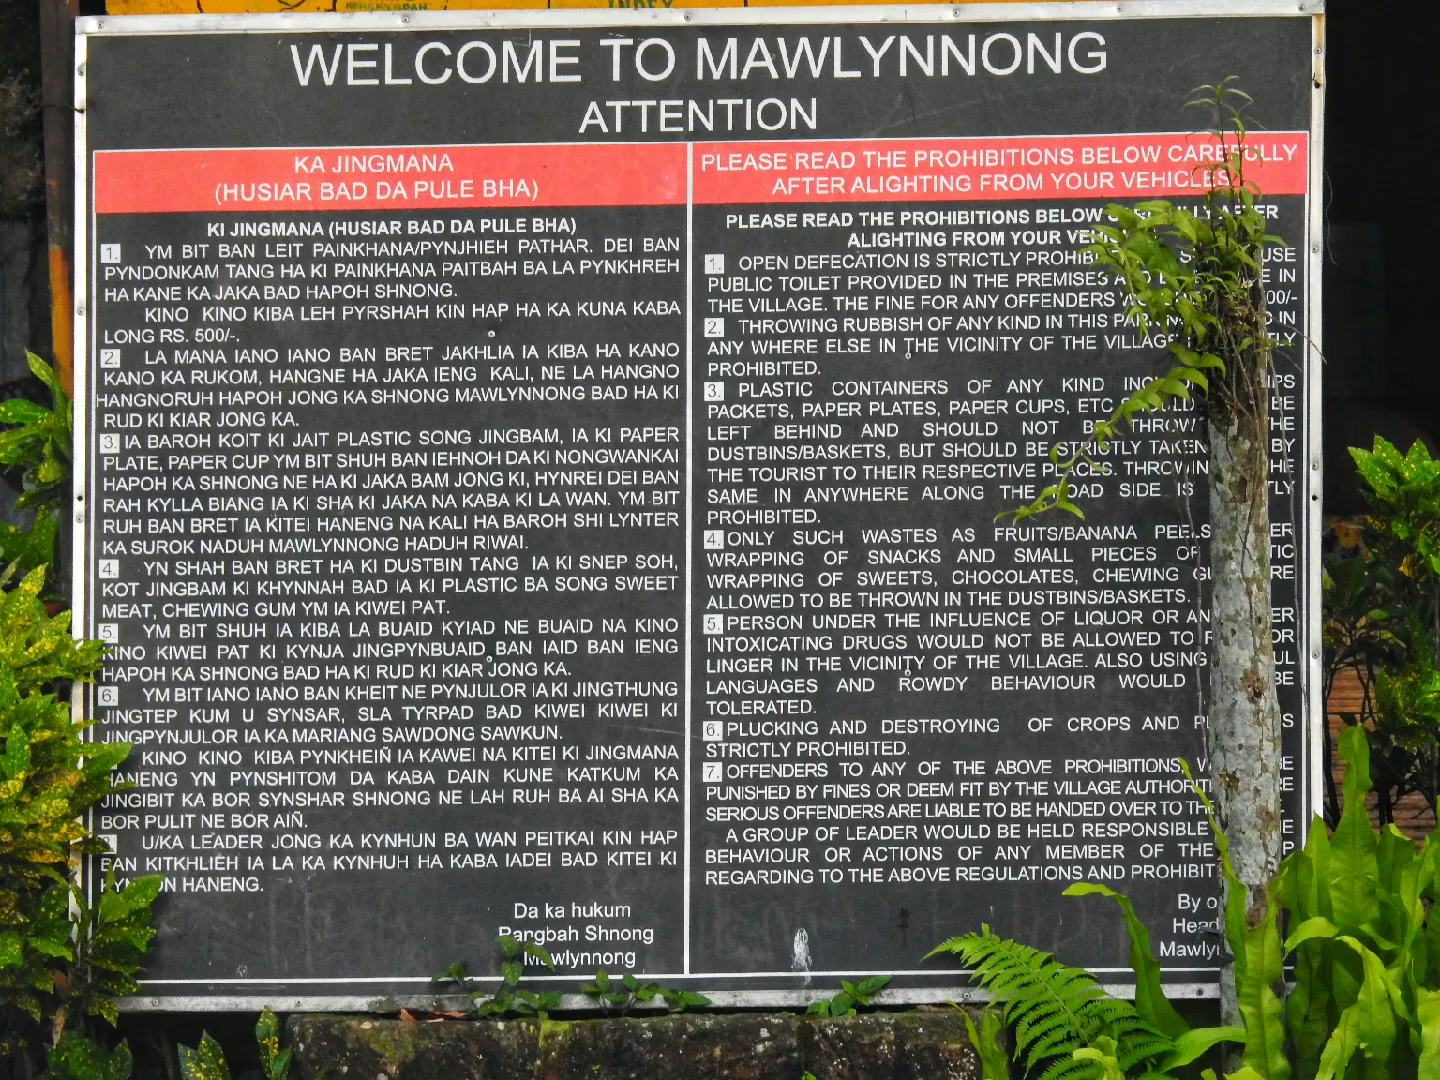 INDEX
WELCOME TO MAWLYNNONG
ATTENTION
KA JINGMANA
(HUSIAR BAD DA PULE BHA)
KI JINGMANA (HUSIAR BAD DA PULE BHA)
1. YM BIT BAN LEIT PAINKHANA/PYNJHIEH PATHAR. DEI BAN
PYNDONKAM TANG HA KI PAINKHANA PAITBAH BA LA PYNKHREH
HA KANE KA JAKA BAD HAPOH SHNONG.
KINO KINO KIBA LEH PYRSHAH KIN HAP HA KA KUNA KABA
LONG RS. 500/-.
2. LA MANA IANO IANO BAN BRET JAKHLIA IA KIBA HA KANO
KANO KA RUKOM, HANGNE HA JAKA IENG KALI, NE LA HANGNO
HANGNORUH HAPOH JONG KA SHNONG MAWLYNNONG BAD HA KI
RUD KI KIAR JONG KA.
3. IA BAROH KOIT KI JAIT PLASTIC SONG JINGBAM, IA KI PAPER
PLATE, PAPER CUP YM BIT SHUH BAN IEHNOH DA KI NONGWANKAI
HAPOH KA SHNONG NE HA KI JAKA BAM JONG KI, HYNREI DEI BAN
RAH KYLLA BIANG IA KI SHA KI JAKA NA KABA KI LA WAN. YM BIT
RUH BAN BRET IA KITEI HANENG NA KALI HA BAROH SHI LYNTER
KA SUROK NADUH MAWLYNNONG HADUH RIWAI.
4. YN SHAH BAN BRET HA KI DUSTBIN TANG IA KI SNEP SOH,
KOT JINGBAM KI KHYNNAH BAD IA KI PLASTIC BA SONG SWEET
MEAT, CHEWING GUM YM IA KIWEI PAT.
5. YM BIT SHUH IA KIBA LA BUAID KYIAD NE BUAID NA KINO
KINO KIWEI PAT KI KYNJA JINGPYNBUAID BAN IAID BAN IENG
HAPOH KA SHNONG BAD HA KI RUD KI KIAR JONG KA.
6. YM BIT IANO IANO BAN KHEIT NE PYNJULOR IA KI JINGTHUNG
JINGTEP KUM U SYNSAR, SLA TYRPAD BAD KIWEI KIWEI KI
JINGPYNJULOR IA KA MARIANG SAWDONG SAWKUN.
KINO KINO KIBA PYNKHEIÑ IA KAWEI NA KITEI KI JINGMANA
HANENG YN PYNSHITOM DA KABA DAIN KUNE KATKUM KA
JINGIBIT KA BOR SYNSHAR SHNONG NE LAH RUH BA AI SHA KA
BOR PULIT NE BOR AIÑ.
U/KA LEADER JONG KA KYNHUN BA WAN PEITKAI KIN HAP
BAN KITKHLIEH IA LA KA KYNHUH HA KABA IADEI BAD KITEI KI
HANENG.
Da ka hukum
Rangbah Shnong
Mawlynnong
PLEASE READ THE PROHIBITIONS BELOW CAREFULLY
AFTER ALIGHTING FROM YOUR VEHICLES
PLEASE READ THE PROHIBITIONS BELOW CAREFULLY AFTER
ALIGHTING FROM YOUR
1. OPEN DEFECATION IS STRICTLY USE
PUBLIC TOILET PROVIDED IN THE PREMISES IN
THE VILLAGE. THE FINE FOR ANY OFFENDERS
2. THROWING RUBBISH OF ANY KIND IN THIS IN
ANY WHERE ELSE IN THE VICINITY OF THE VILLAGE
PROHIBITED.
3. PLASTIC CONTAINERS OF ANY KIND
PACKETS, PAPER PLATES, PAPER CUPS, ETC SHOULD BE
LEFT BEHIND AND SHOULD NOT BE THE
DUSTBINS/BASKETS, BUT SHOULD BE STRICTLY TAKEN BY
THE TOURIST TO THEIR RESPECTIVE PLACES. THROWING THE
SAME IN ANYWHERE ALONG THE ROAD SIDE IS
PROHIBITED.
4. ONLY SUCH WASTES AS FRUITS/BANANA PEELS
WRAPPING OF SNACKS AND SMALL PIECES OF
WRAPPING OF SWEETS, CHOCOLATES, CHEWING
ALLOWED TO BE THROWN IN THE DUSTBINS/BASKETS.
5. PERSON UNDER THE INFLUENCE OF LIQUOR OR
INTOXICATING DRUGS WOULD NOT BE ALLOWED TO OR
LINGER IN THE VICINITY OF THE VILLAGE. ALSO USING
LANGUAGES AND ROWDY BEHAVIOUR WOULD BE
TOLERATED.
6. PLUCKING AND DESTROYING OF CROPS AND
STRICTLY PROHIBITED.
7. OFFENDERS TO ANY OF THE ABOVE PROHIBITIONS BE
PUNISHED BY FINES OR DEEM FIT BY THE VILLAGE
SERIOUS OFFENDERS ARE LIABLE TO BE HANDED OVER TO THE
A GROUP OF LEADER WOULD BE HELD RESPONSIBLE
BEHAVIOUR OR ACTIONS OF ANY MEMBER OF THE
REGARDING TO THE ABOVE REGULATIONS AND
By